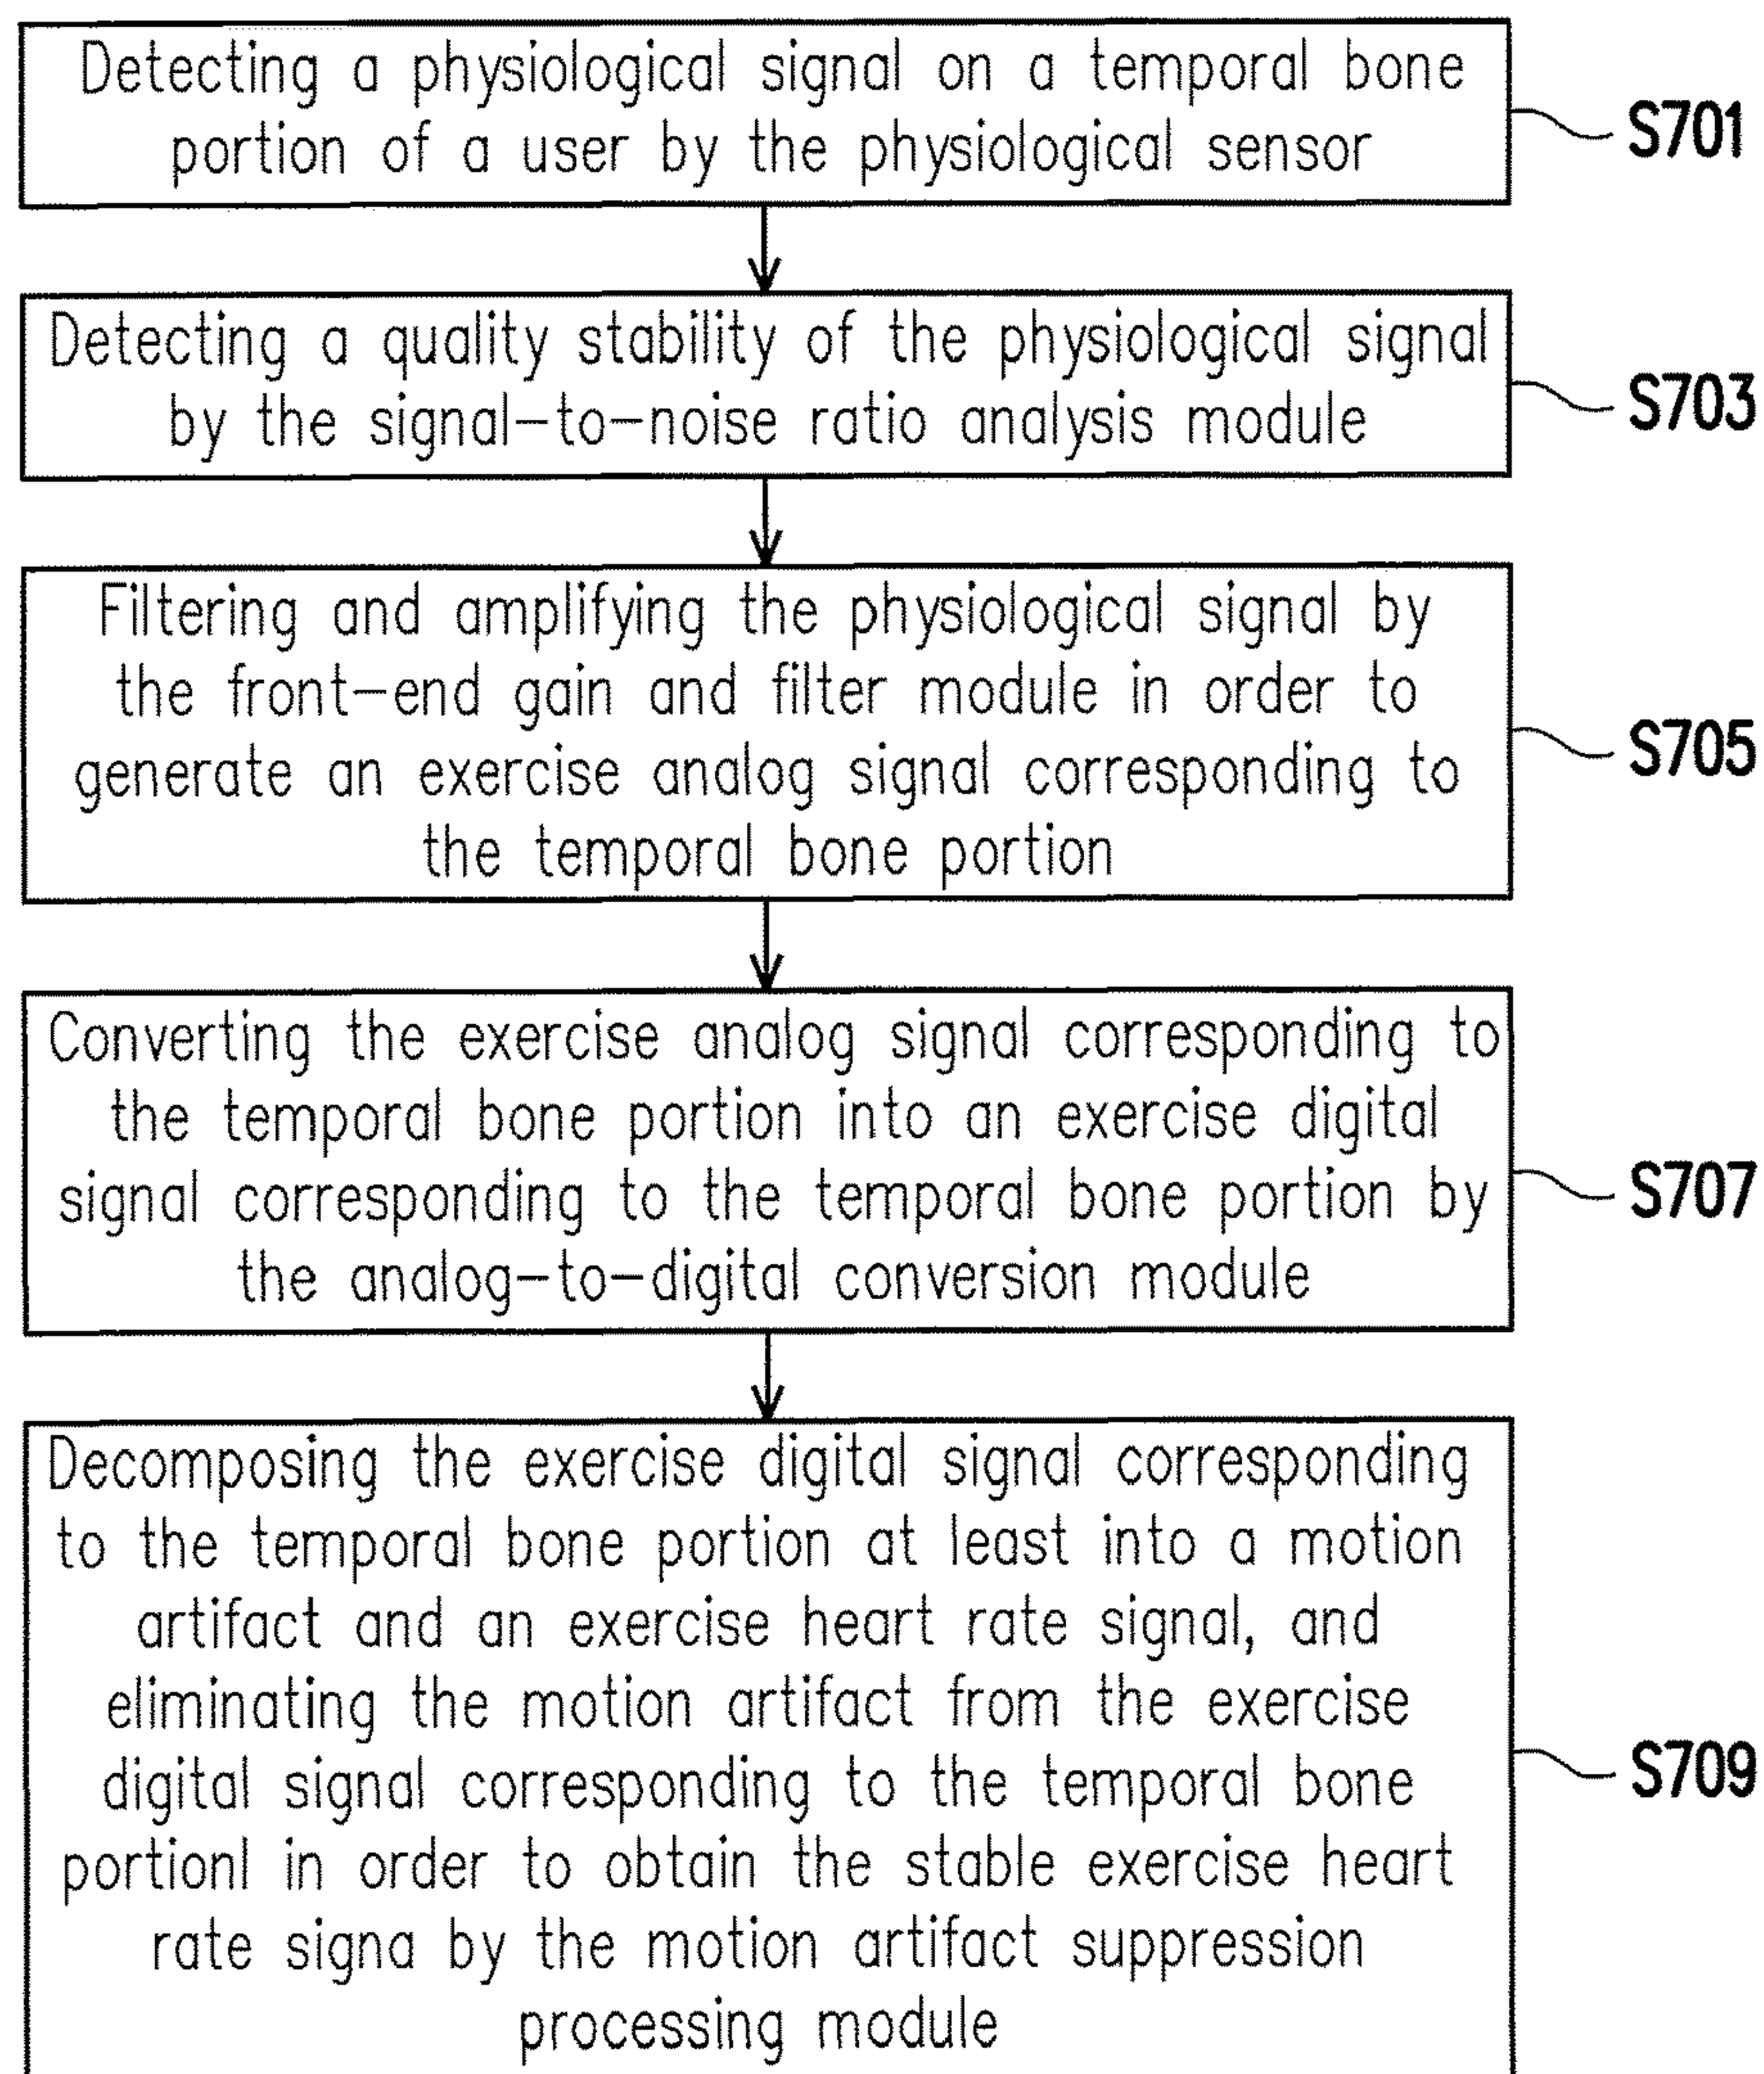 Detecting a physiological signal on a temporal bone
portion of a user by the physiological sensor
S701
Detecting a quality stability of the physiological signal
by the signal-to-noise ratio analysis module
S703
Filtering and amplifying the physiological signal by
the front-end gain and filter module in order to
generate an exercise analog signal corresponding to
the temporal bone portion
S705
Converting the exercise analog signal corresponding to
the temporal bone portion into an exercise digital
signal corresponding to the temporal bone portion by
the analog-to-digital conversion module
S707
Decomposing the exercise digital signal corresponding
to the temporal bone portion at least into a motion
artifact and an exercise heart rate signal, and
eliminating the motion artifact from the exercise
digital signal corresponding to the temporal bone
portionl in order to obtain the stable exercise heart
rate signa by the motion artifact suppression
processing module
S709